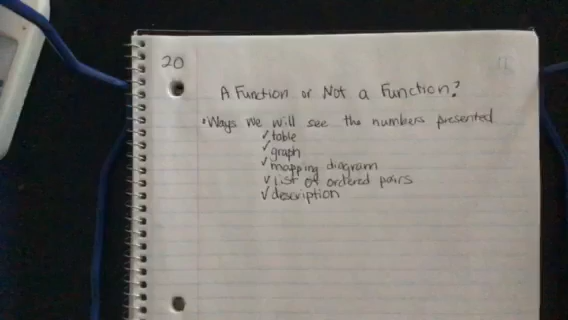 20
A Function or Not a Function?
•Ways we will see the numbers presented
✓table
✓graph
✓mapping diagram
✓list of ordered pairs
✓description